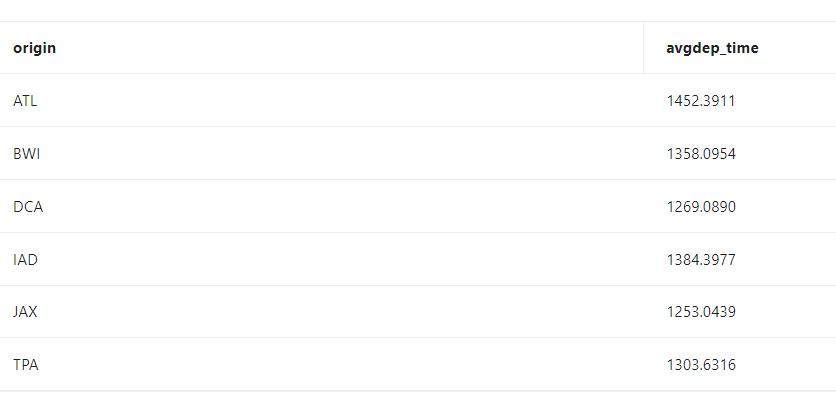 origin avgdep_time
ATL 1452.3911
BWI 1358.0954
DCA 1269.0890
IAD 1384.3977
JAX 1253.0439
TPA 1303.6316